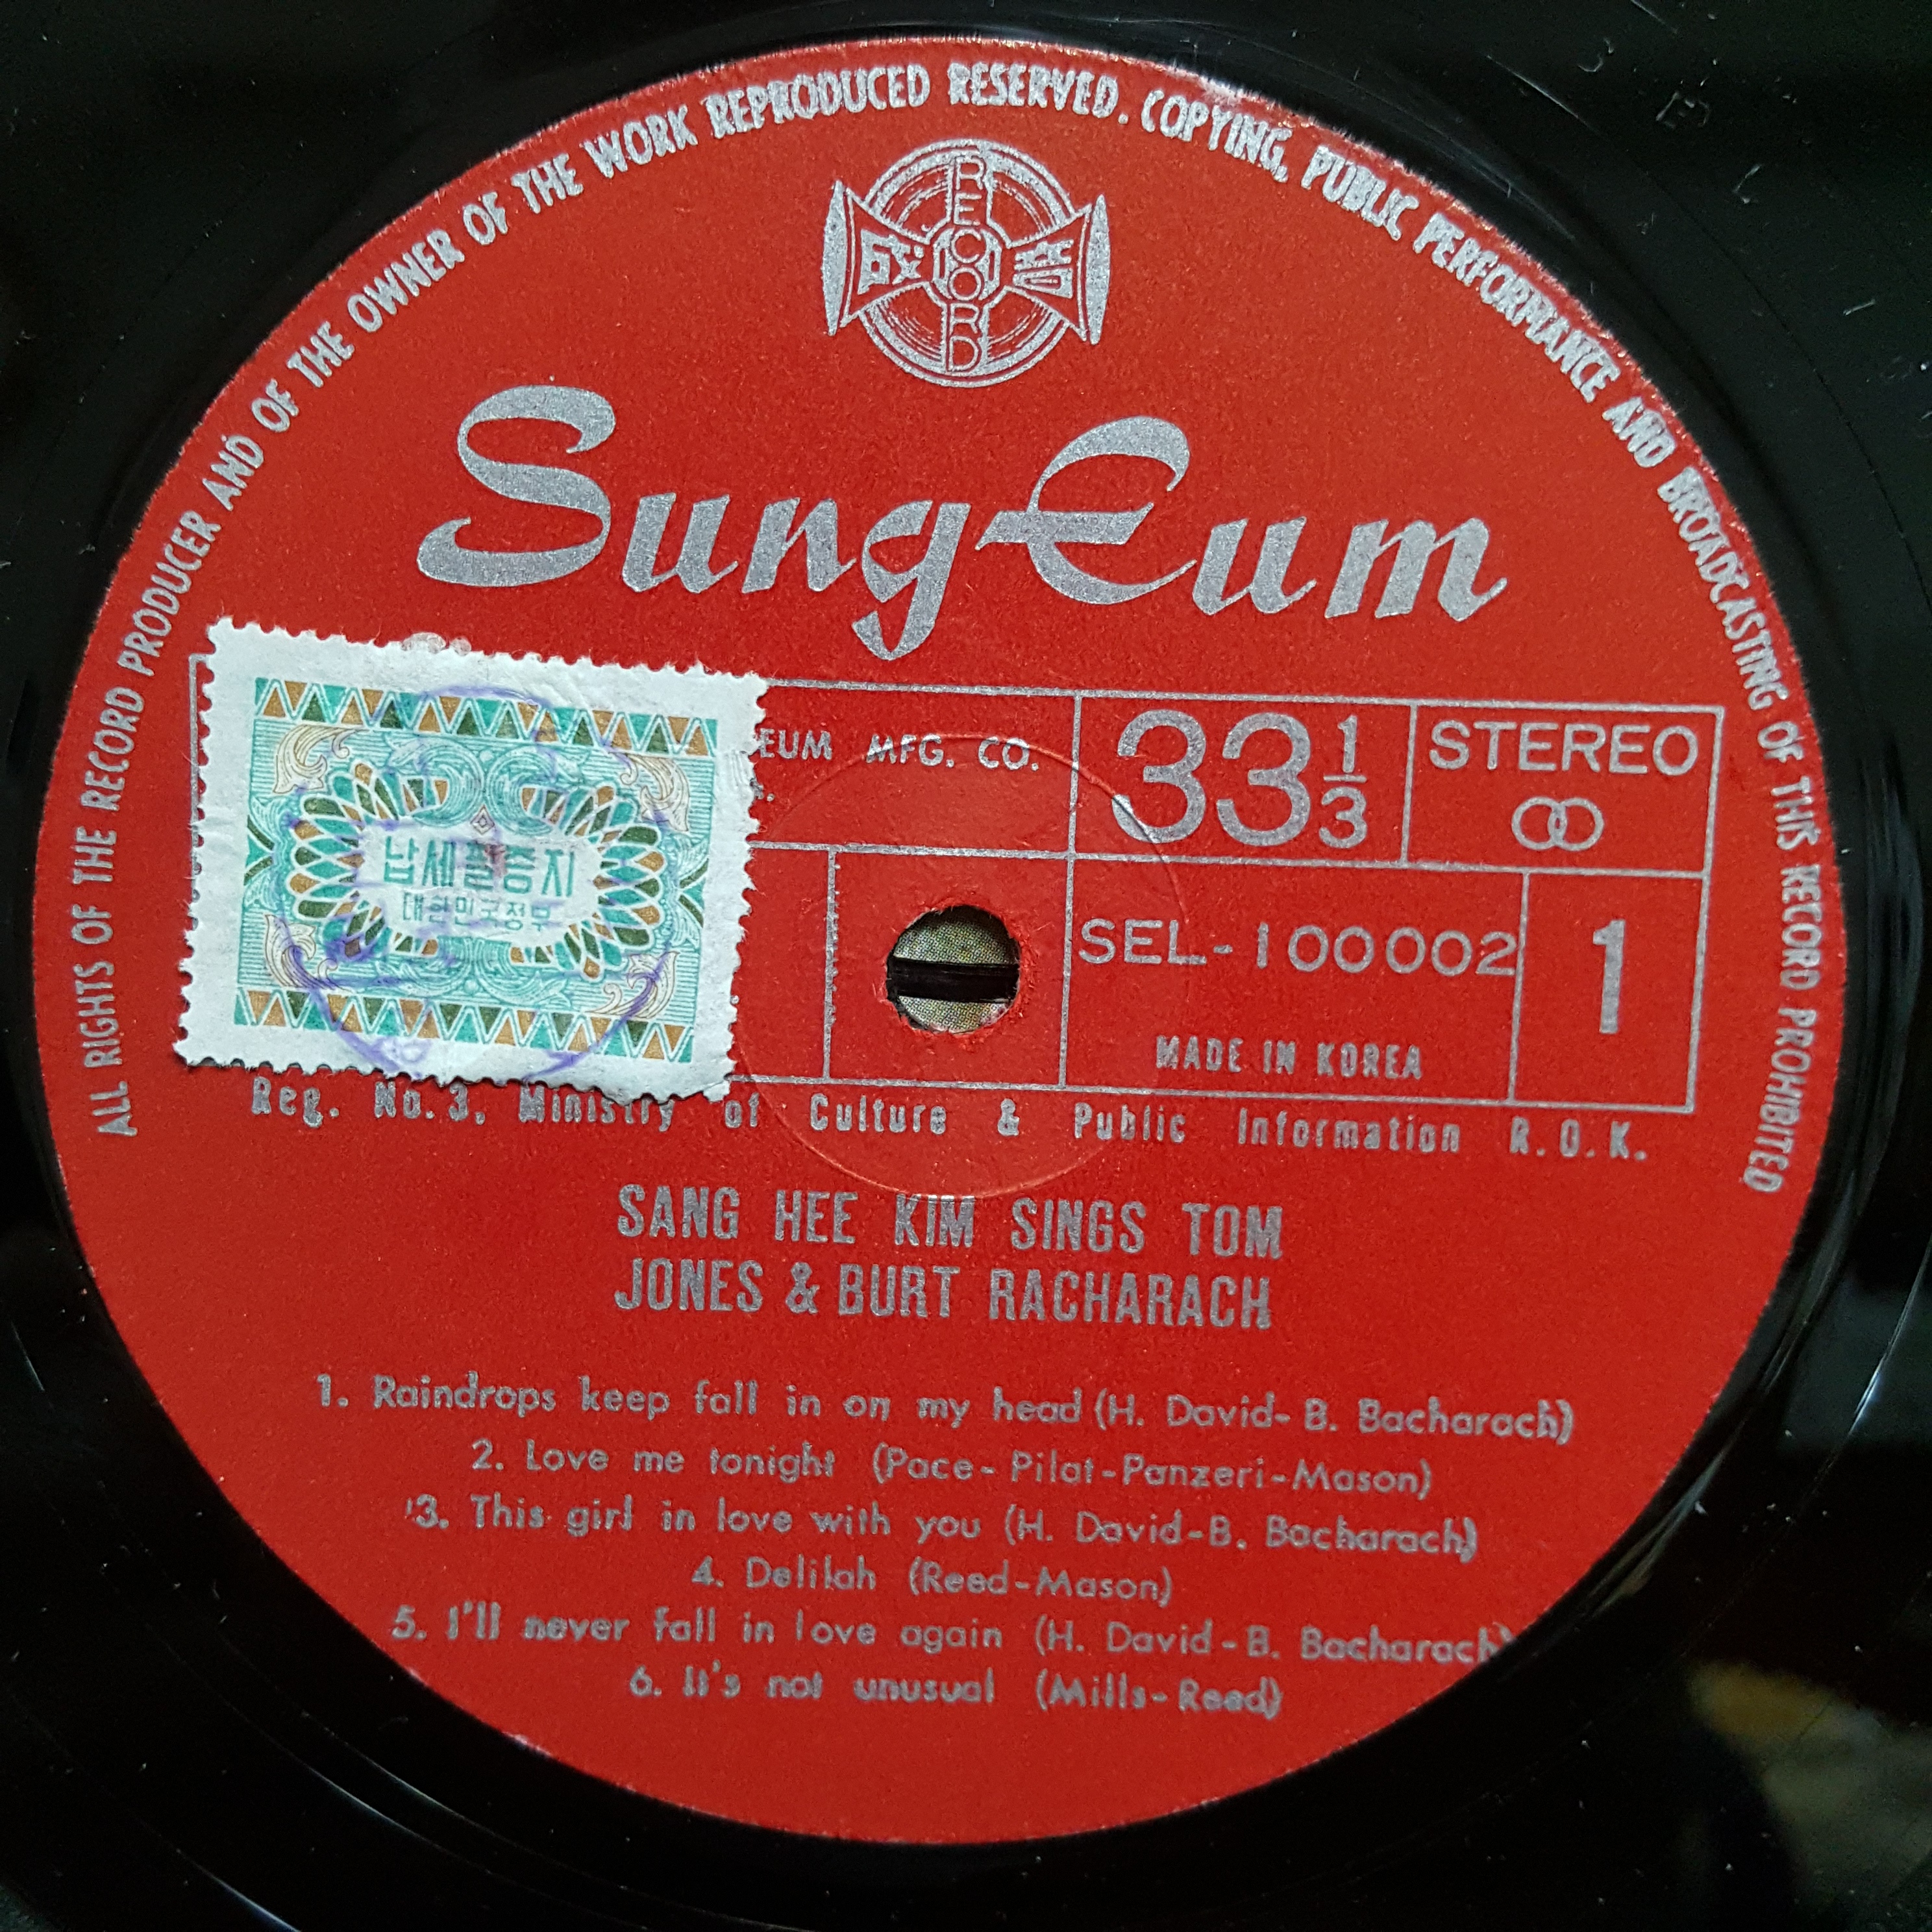 ALL RIGHTS OF THE RECORD PRODUCER AND OF THE OWNER OF THE WORK REPRODUCED RESERVED. COPYING, PUBLIC PERFORMANCE AND BROADCASTING OF THIS RECORD PROHIBITED
RECORD
Sung Eum
EUM MFG. CO.
33 1/3
STEREO
납세필증지
대한민국정부
SEL-100002
1
MADE IN KOREA
Reg. No. 3, Ministry of Culture & Public Information R.O.K.
SANG HEE KIM SINGS TOM
JONES & BURT RACHARACH
1. Raindrops keep fall in on my head (H. David- B. Bacharach)
2. Love me tonight (Pace- Pilat-Panzeri-Mason)
3. This girl in love with you (H. David-B. Bacharach)
4. Delilah (Reed-Mason)
5. I'll never fall in love again (H. David-B. Bacharach)
6. It's not unusual (Mills-Reed)